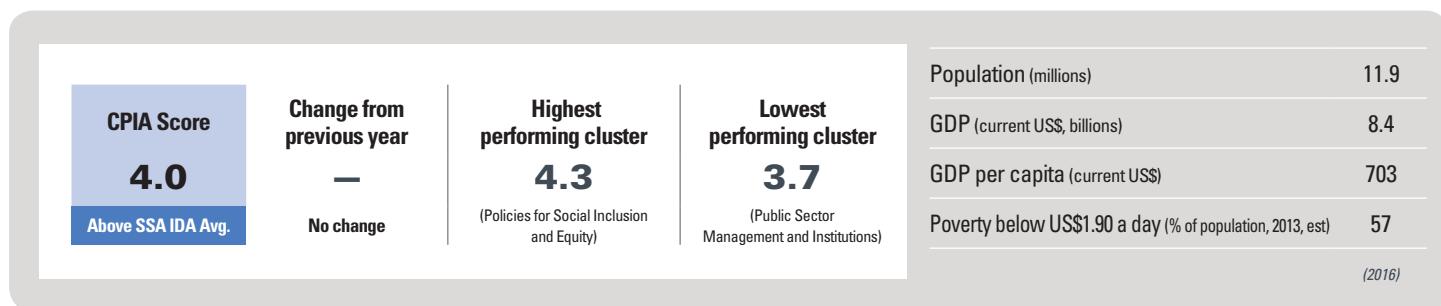 CPIA Score
4.0
Above SSA IDA Avg.
Change from
previous year
—
No change
Highest
performing cluster
4.3
(Policies for Social Inclusion
and Equity)
Lowest
performing cluster
3.7
(Public Sector
Management and Institutions)
Population (millions) 11.9
GDP (current US$, billions) 8.4
GDP per capita (current US$) 703
Poverty below US$1.90 a day (% of population, 2013, est) 57
(2016)